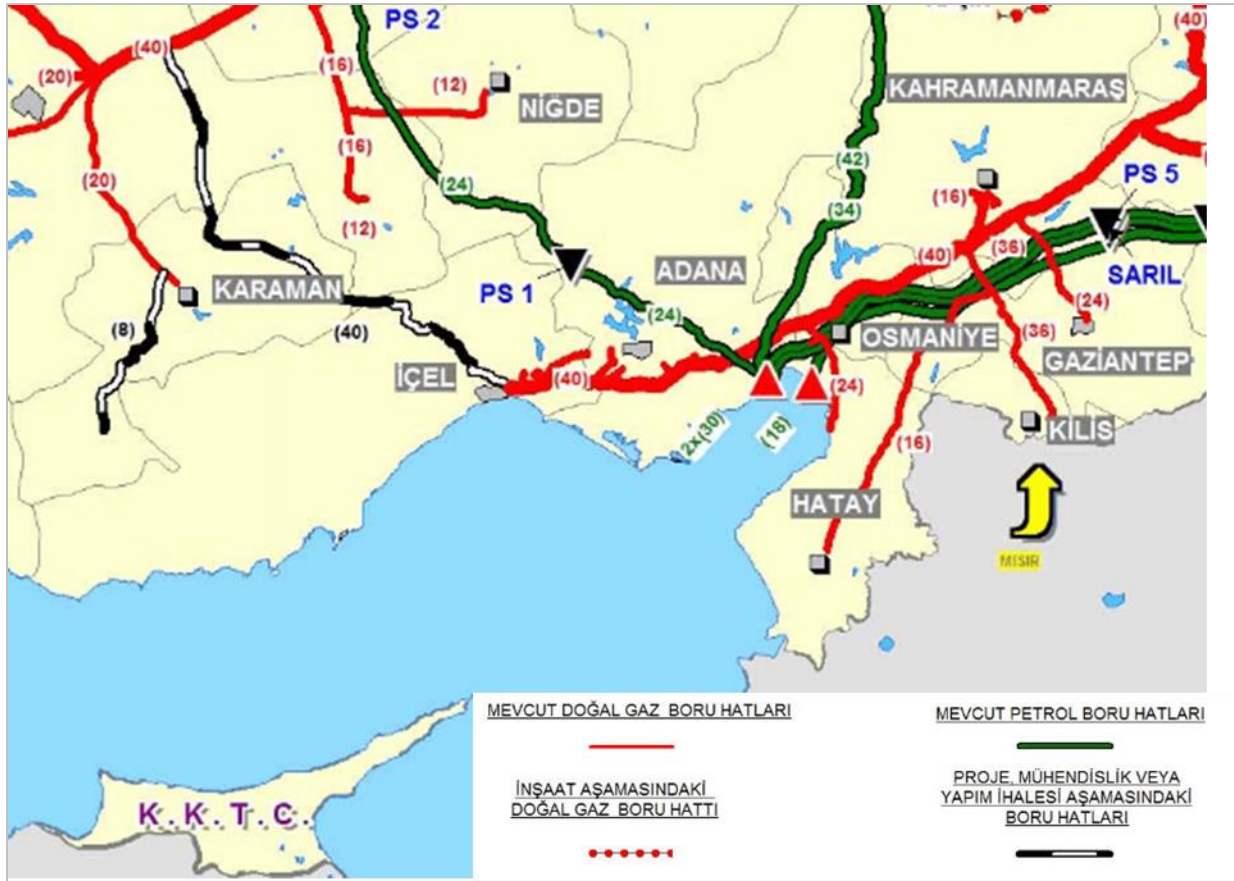 PS 2
(40)
(40)
(20)
(16)
(12)
NİĞDE
KAHRAMANMARAŞ
(16)
(42)
(20)
(24)
(34)
(16)
PS 5
(12)
(40)
(36)
SARIL
KARAMAN
PS 1
ADANA
(24)
(24)
(8)
(40)
OSMANİYE
(36)
GAZİANTEP
İÇEL
(40)
(24)
2x(30)
(18)
(16)
KİLİS
HATAY
MISIR
MEVCUT DOĞAL GAZ BORU HATLARI
MEVCUT PETROL BORU HATLARI
İNŞAAT AŞAMASINDAKİ
DOĞAL GAZ BORU HATTI
PROJE, MÜHENDİSLİK VEYA
YAPIM İHALESİ AŞAMASINDAKİ
BORU HATLARI
K.K.T.C.